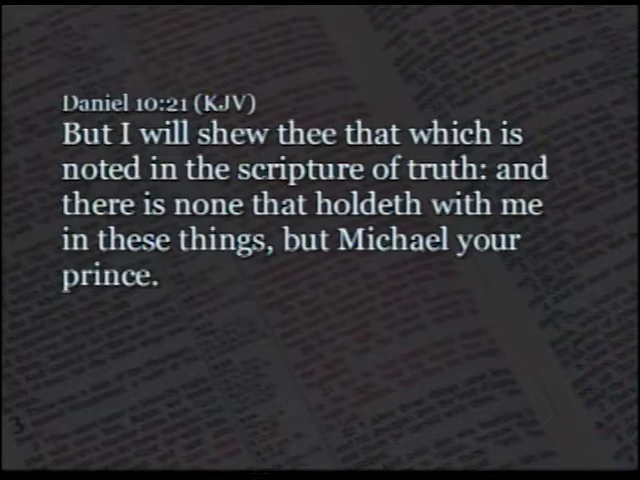 Daniel 10:21 (KJV)
But I will shew thee that which is
noted in the scripture of truth: and
there is none that holdeth with me
in these things, but Michael your
prince.